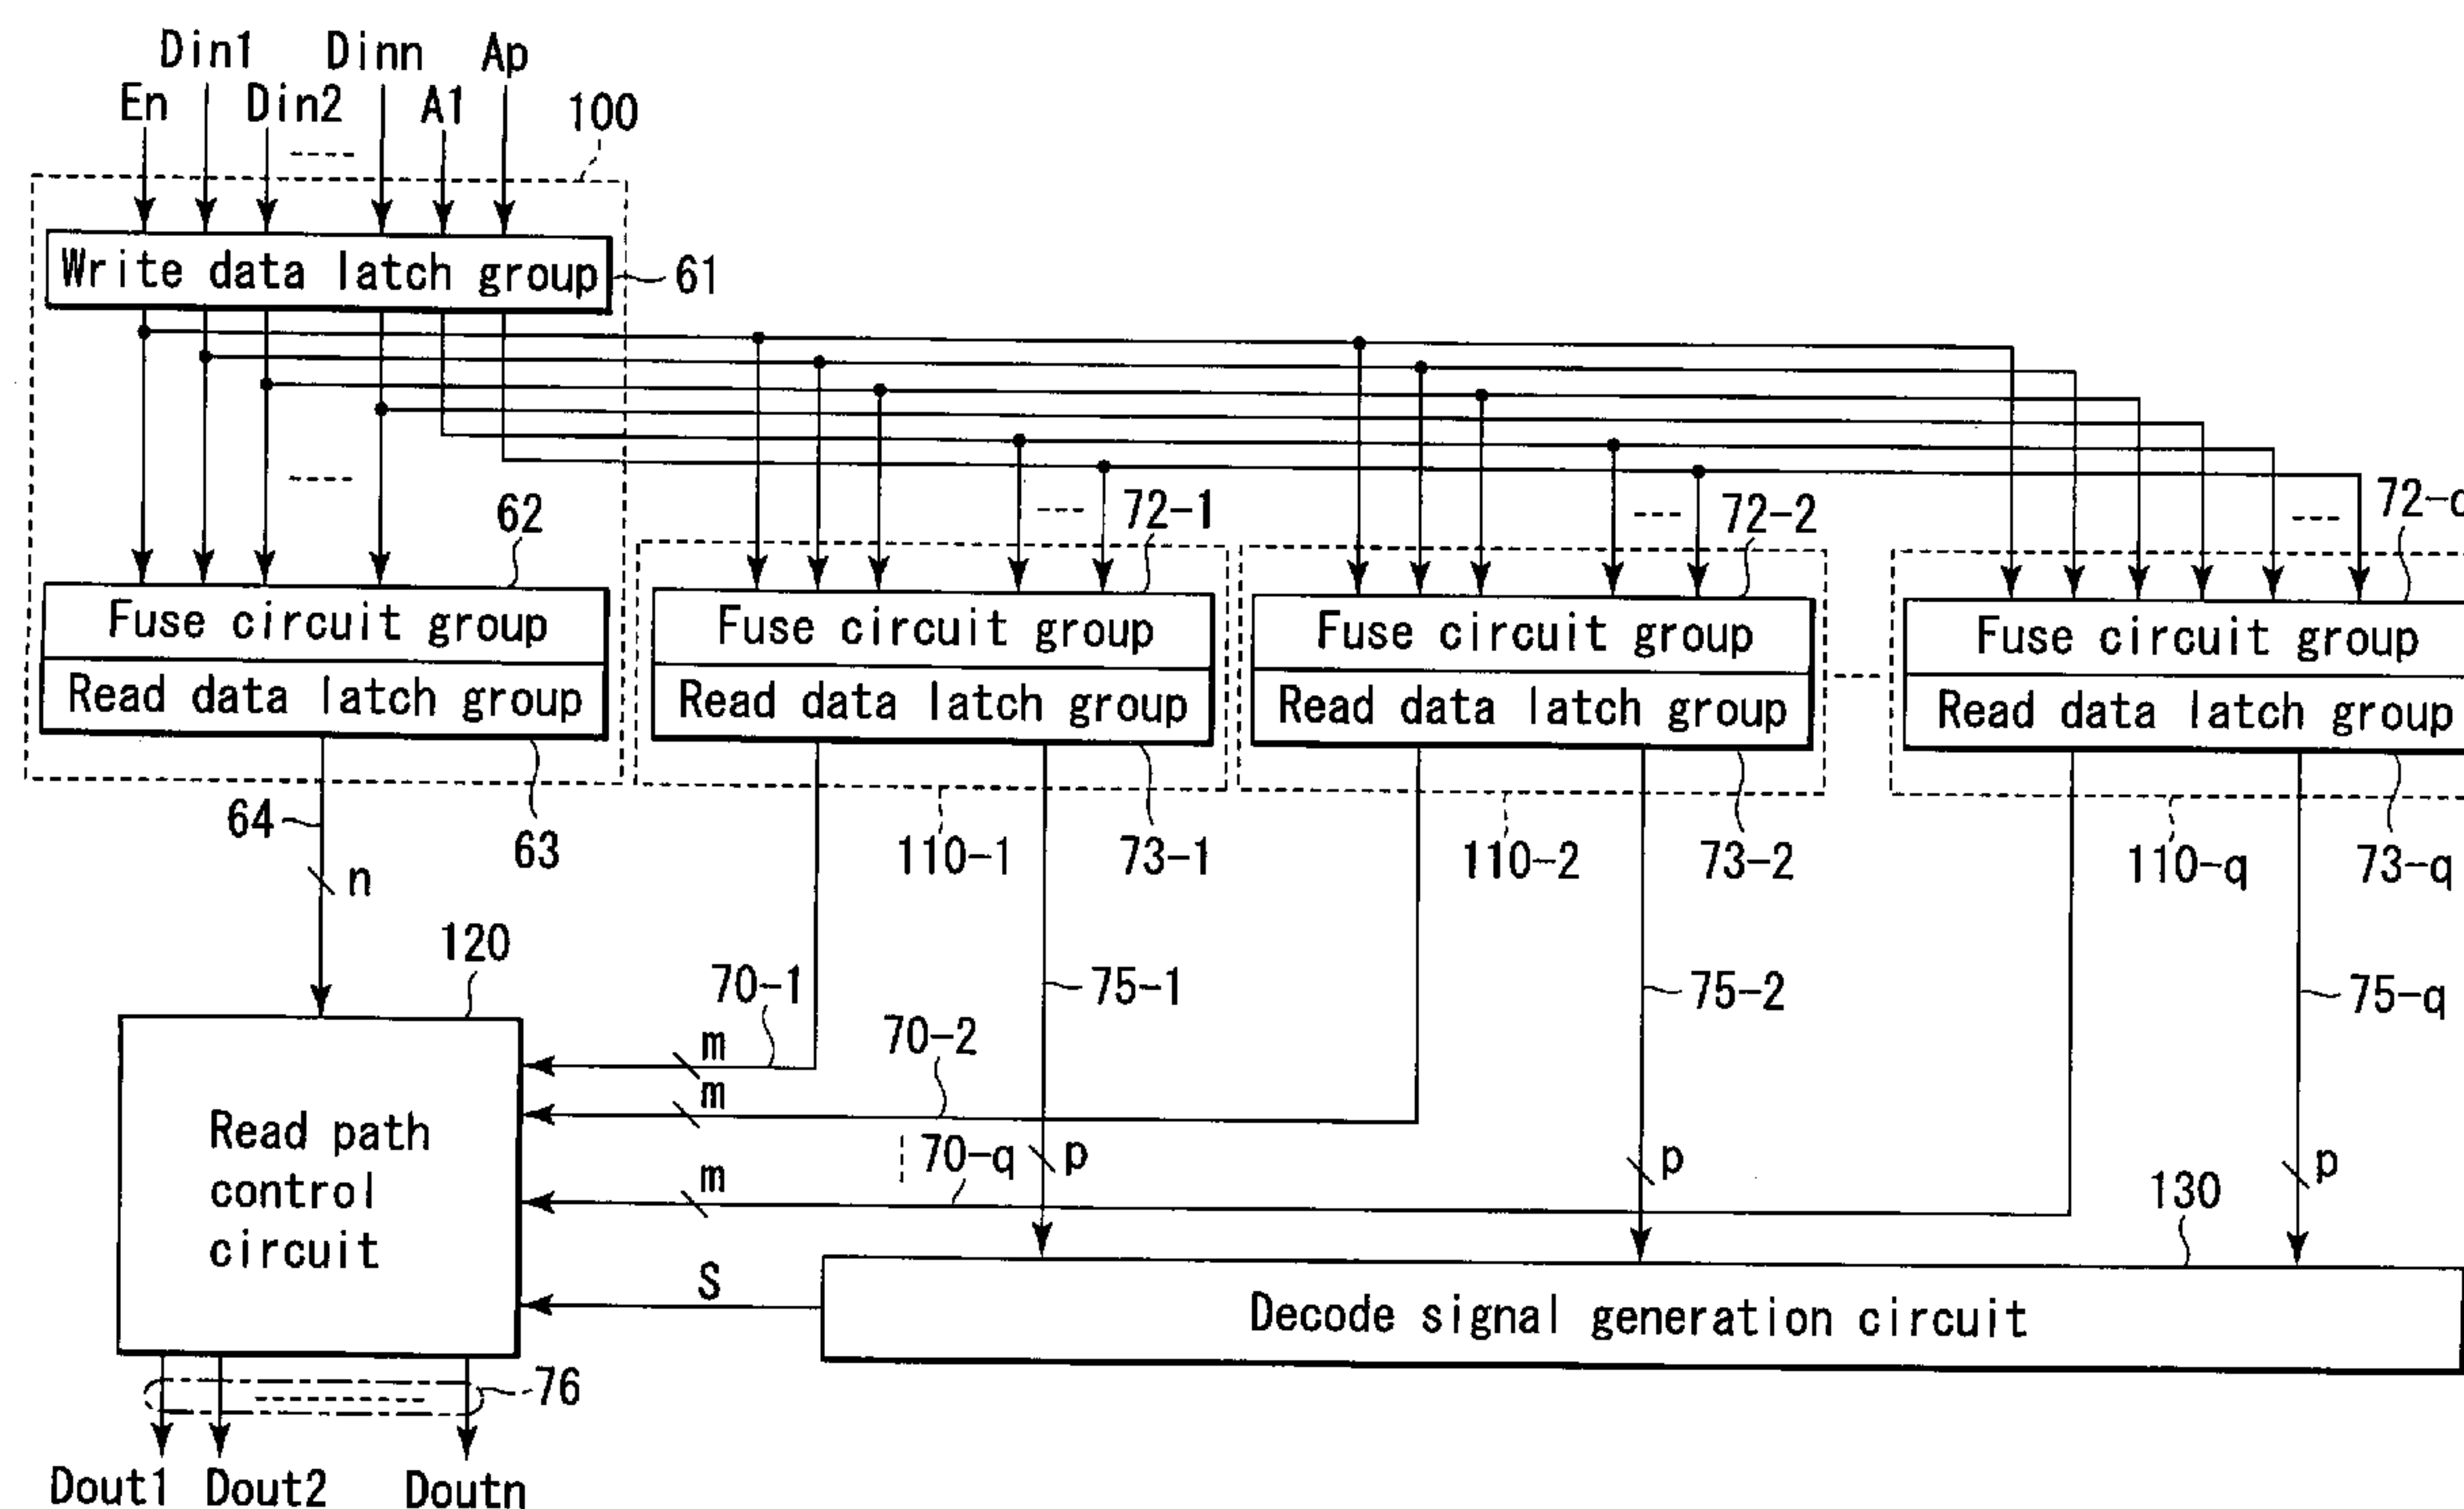 Din1 Dinn Ap
En Din2 A1 100
Write data latch group 61
62 72-1 72-2
Fuse circuit group Fuse circuit group Fuse circuit group Fuse circuit group
Read data latch group Read data latch group Read data latch group Read data latch group
64 63 110-1 73-1 110-2 73-2 110-q 73-q
n
120
70-1 75-1 75-2 75-q
m 70-2
m
70-q p p p
m 130
Read path
control
circuit
S
Decode signal generation circuit
76
Dout1 Dout2 Doutn